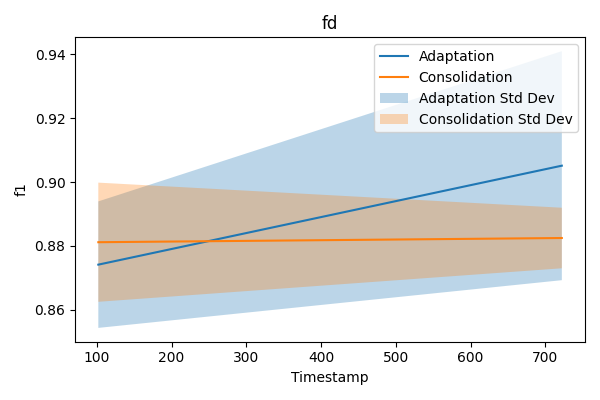 fd
0.94
0.92
0.90
0.88
0.86
f1
Adaptation
Consolidation
Adaptation Std Dev
Consolidation Std Dev
100 200 300 400 500 600 700
Timestamp